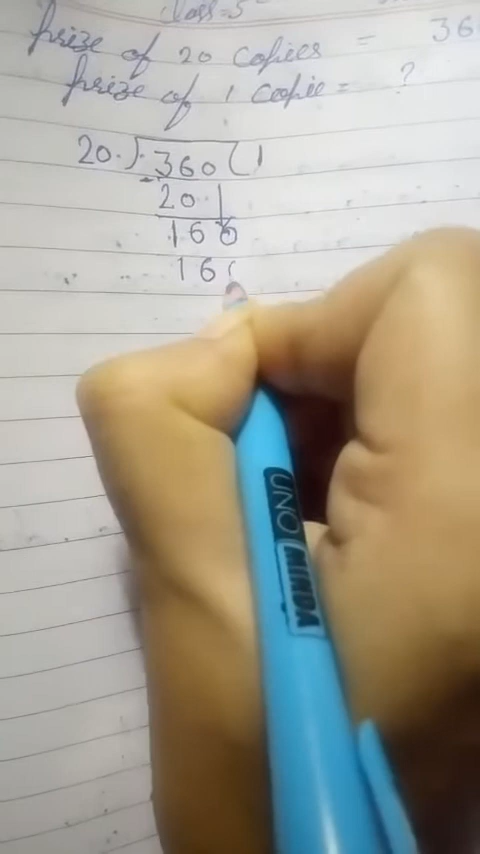 Class=5
Prize of 20 copies = 36
Prize of 1 copie = ?
20.) 360 ( 1
- 20
160
16
UNO MINDA